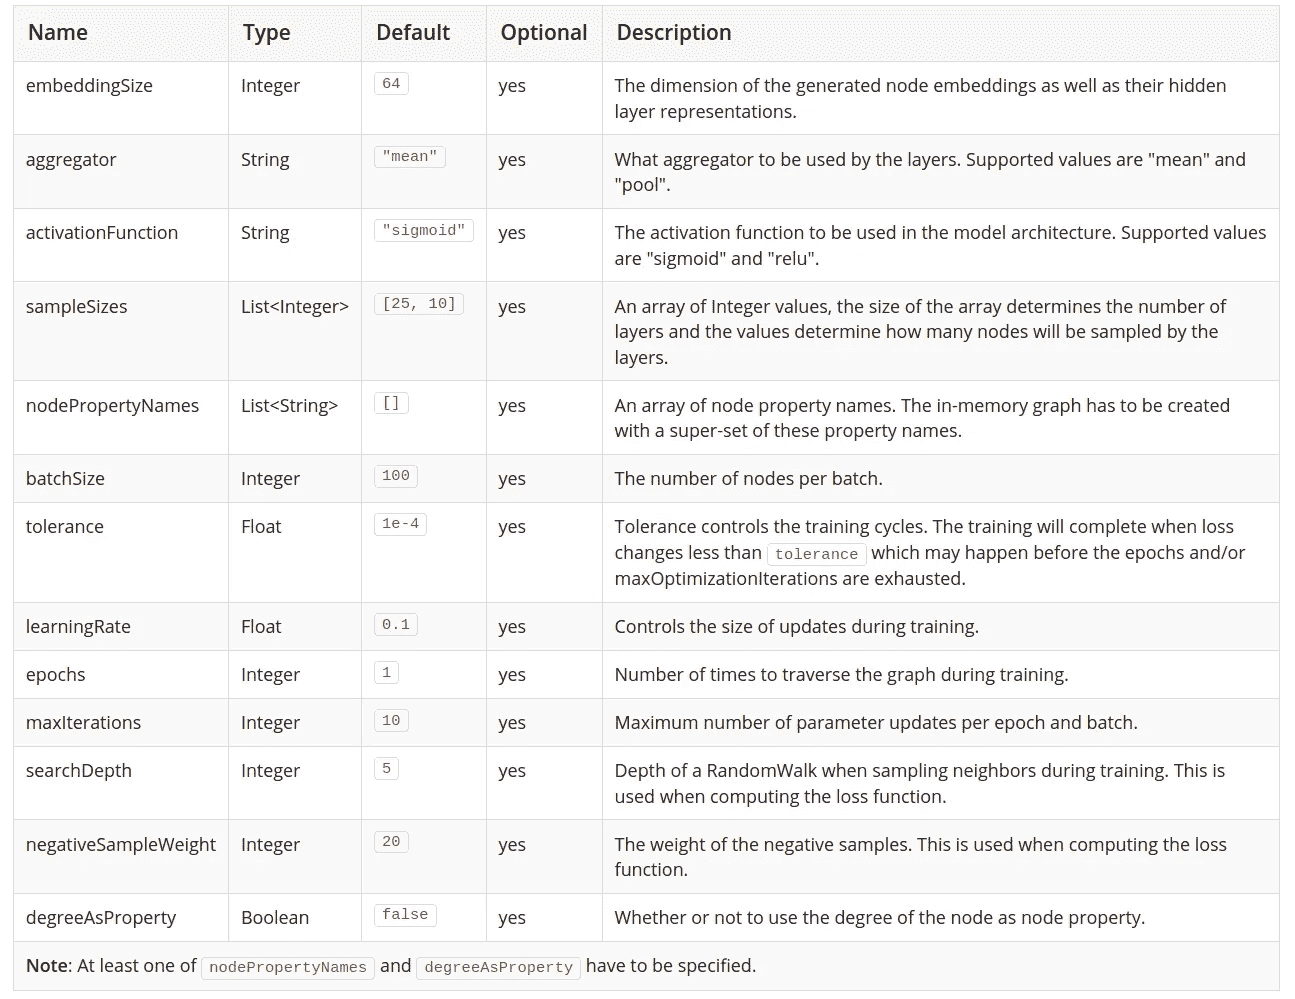 Name Type Default Optional Description
embeddingSize Integer 64 yes The dimension of the generated node embeddings as well as their hidden
layer representations.
aggregator String "mean" yes What aggregator to be used by the layers. Supported values are "mean" and
"pool".
activationFunction String "sigmoid" yes The activation function to be used in the model architecture. Supported values
are "sigmoid" and "relu".
sampleSizes List<Integer> [25, 10] yes An array of Integer values, the size of the array determines the number of
layers and the values determine how many nodes will be sampled by the
layers.
nodePropertyNames List<String> [] yes An array of node property names. The in-memory graph has to be created
with a super-set of these property names.
batchSize Integer 100 yes The number of nodes per batch.
tolerance Float 1e-4 yes Tolerance controls the training cycles. The training will complete when loss
changes less than tolerance which may happen before the epochs and/or
maxOptimizationIterations are exhausted.
learningRate Float 0.1 yes Controls the size of updates during training.
epochs Integer 1 yes Number of times to traverse the graph during training.
maxIterations Integer 10 yes Maximum number of parameter updates per epoch and batch.
searchDepth Integer 5 yes Depth of a RandomWalk when sampling neighbors during training. This is
used when computing the loss function.
negativeSampleWeight Integer 20 yes The weight of the negative samples. This is used when computing the loss
function.
degreeAsProperty Boolean false yes Whether or not to use the degree of the node as node property.
Note: At least one of nodePropertyNames and degreeAsProperty have to be specified.